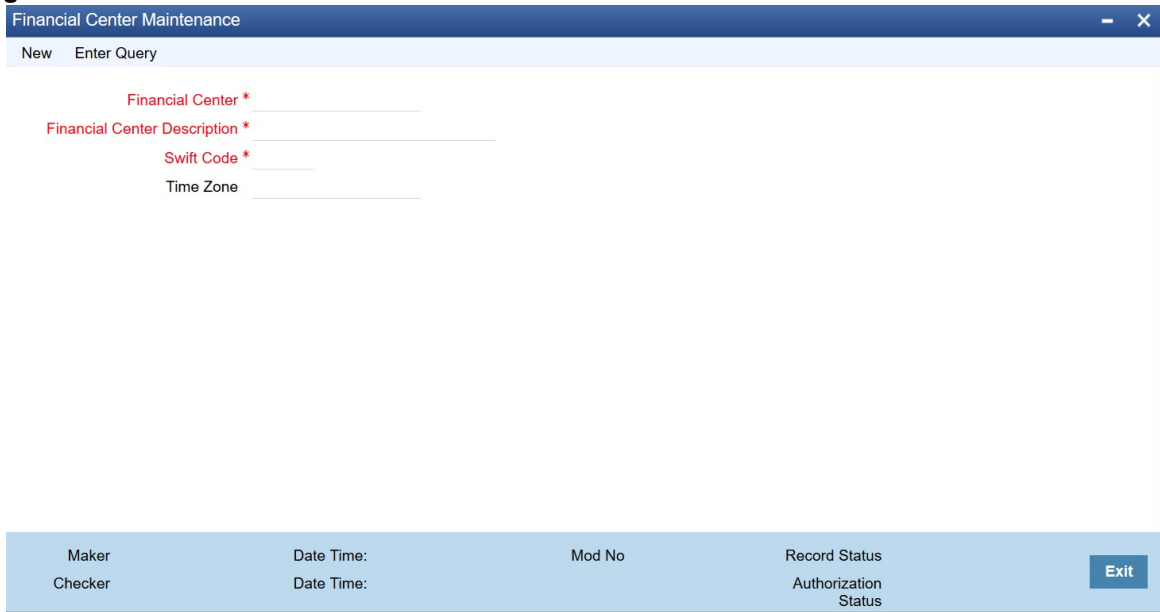 Financial Center Maintenance
New Enter Query
Financial Center *
Financial Center Description *
Swift Code *
Time Zone
Maker Date Time: Mod No Record Status
Exit
Checker Date Time: Authorization
Status